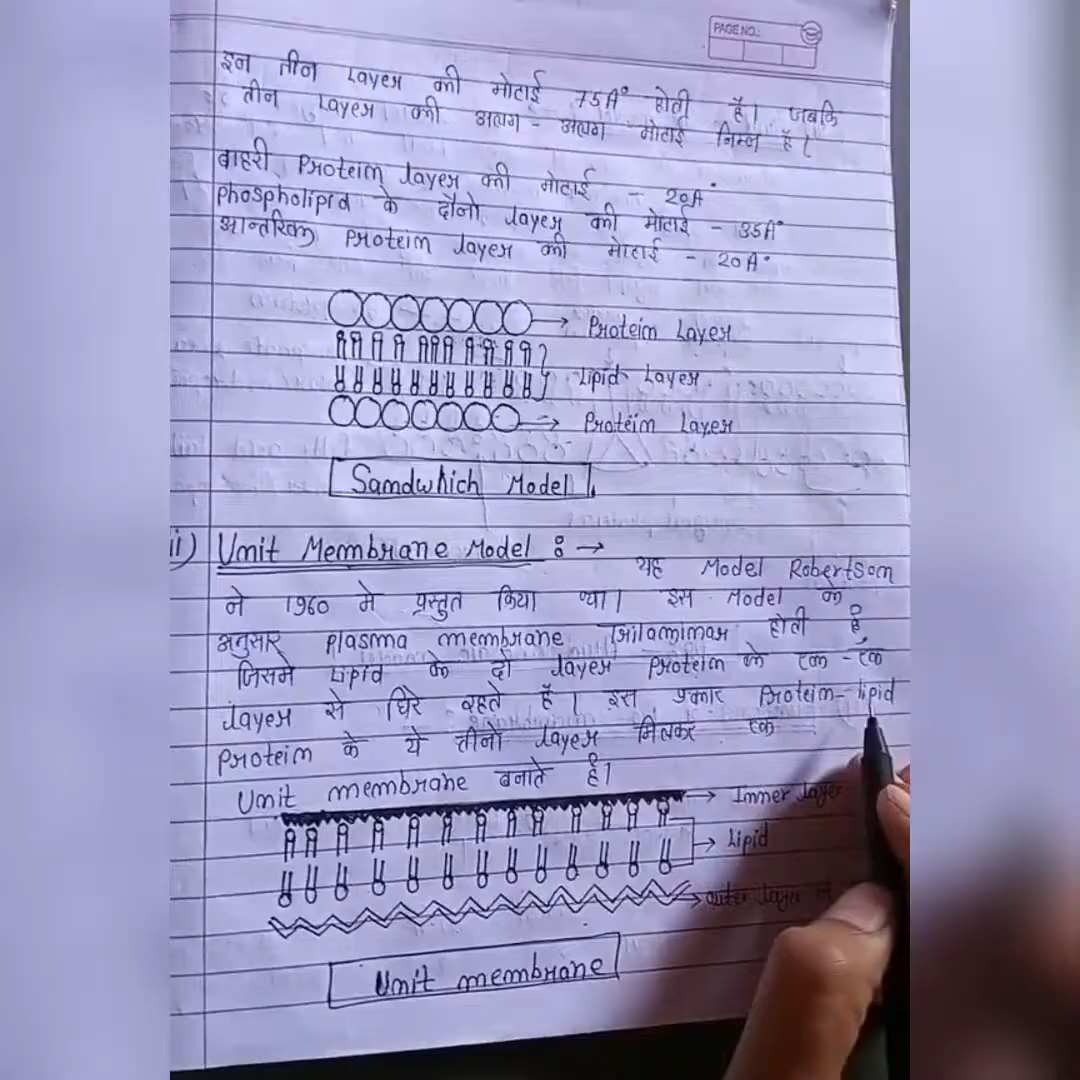 PAGE NO.:
इन तीन Layer की मोटाई 75A° होती है। जबकि
तीन Layer की अलग - अलग मोटाई निम्न है।
बाहरी Protein Layer की मोटाई - 20A°
Phospholipid के दौनो Layer की मोटाई - 35A°
आन्तरिक Protein Layer की मोटाई - 20A°
Protein Layer
Lipid Layer
Protein Layer
Sandwhich Model
ii) Unit Membrane Model :→ यह Model Robertson
ने 1960 मे प्रस्तुत किया था। इस Model के
अनुसार Plasma membrane Trilaminar होती है
जिसमे Lipid के दो Layer Protein के एक - एक
Layer से घिरे रहते है। इस प्रकार Protein-lipid
Protein के ये तीनो Layer मिलकर एक
Unit membrane बनाते है।
Inner layer
Lipid
outer layer
Unit membrane